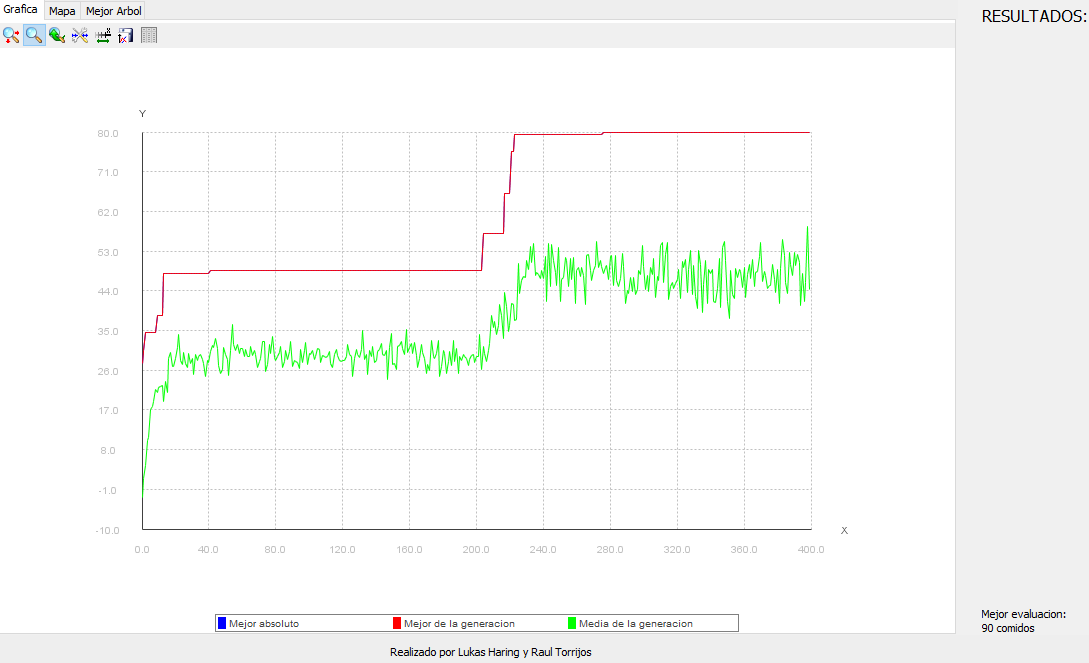 Grafica Mapa Mejor Arbol
RESULTADOS:
Y
80.0
71.0
62.0
53.0
44.0
35.0
26.0
17.0
8.0
-1.0
-10.0
X
0.0 40.0 80.0 120.0 160.0 200.0 240.0 280.0 320.0 360.0 400.0
Mejor absoluto Mejor de la generacion Media de la generacion
Mejor evaluacion:
90 comidos
Realizado por Lukas Haring y Raul Torrijos